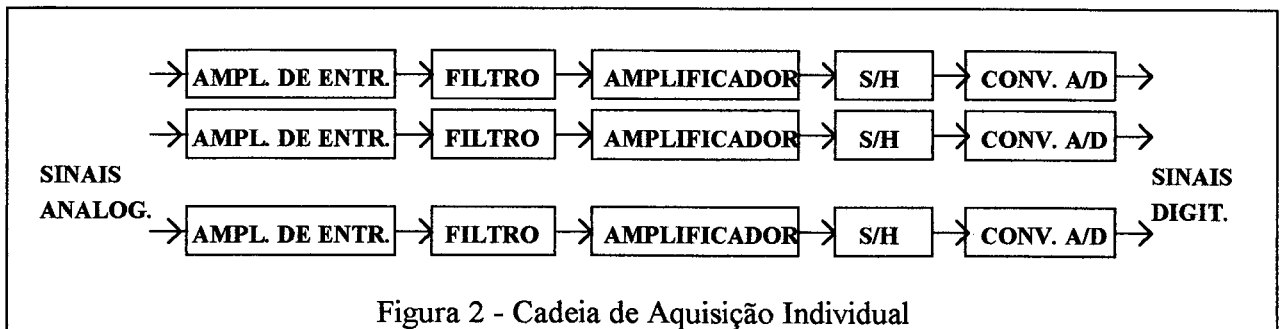 AMPL. DE ENTR. FILTRO AMPLIFICADOR S/H CONV. A/D
AMPL. DE ENTR. FILTRO AMPLIFICADOR S/H CONV. A/D
SINAIS
ANALOG.
AMPL. DE ENTR. FILTRO AMPLIFICADOR S/H CONV. A/D
SINAIS
DIGIT.
Figura 2 - Cadeia de Aquisição Individual